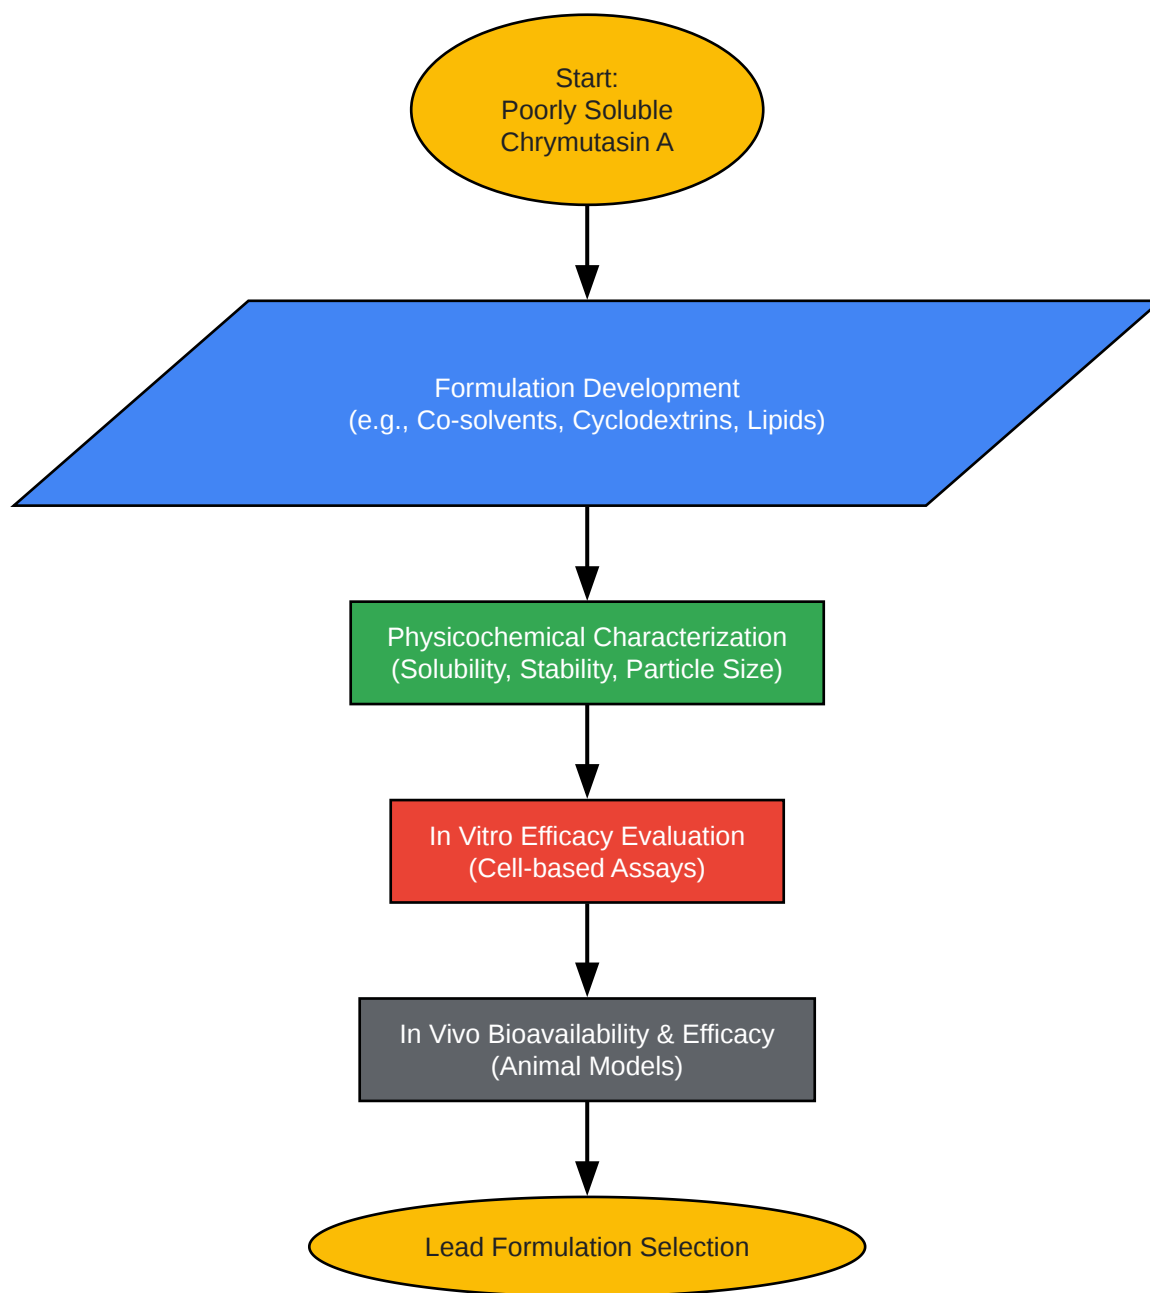 Start:
Poorly Soluble
Chrymutasin A
Formulation Development
(e.g., Co-solvents, Cyclodextrins, Lipids)
Physicochemical Characterization
(Solubility, Stability, Particle Size)
In Vitro Efficacy Evaluation
(Cell-based Assays)
In Vivo Bioavailability & Efficacy
(Animal Models)
Lead Formulation Selection